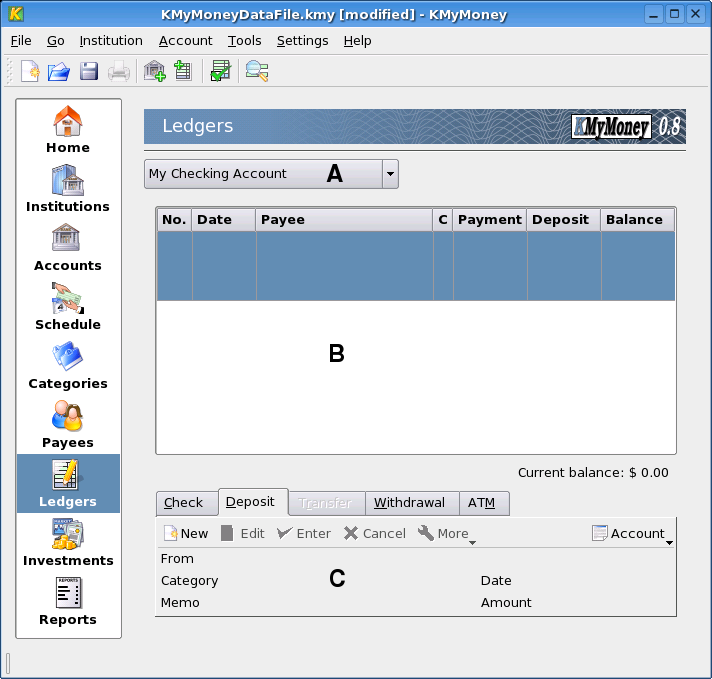 KMyMoneyDataFile.kmy [modified] - KMyMoney
File Go Institution Account Tools Settings Help
Home
Institutions
Accounts
Schedule
Categories
Payees
Ledgers
Investments
REPORTS
Reports
Ledgers KMyMoney 0.8
My Checking Account A
No. Date Payee C Payment Deposit Balance
B
Current balance: $ 0.00
Check Deposit Transfer Withdrawal ATM
New Edit Enter Cancel More Account
From
Category C Date
Memo Amount